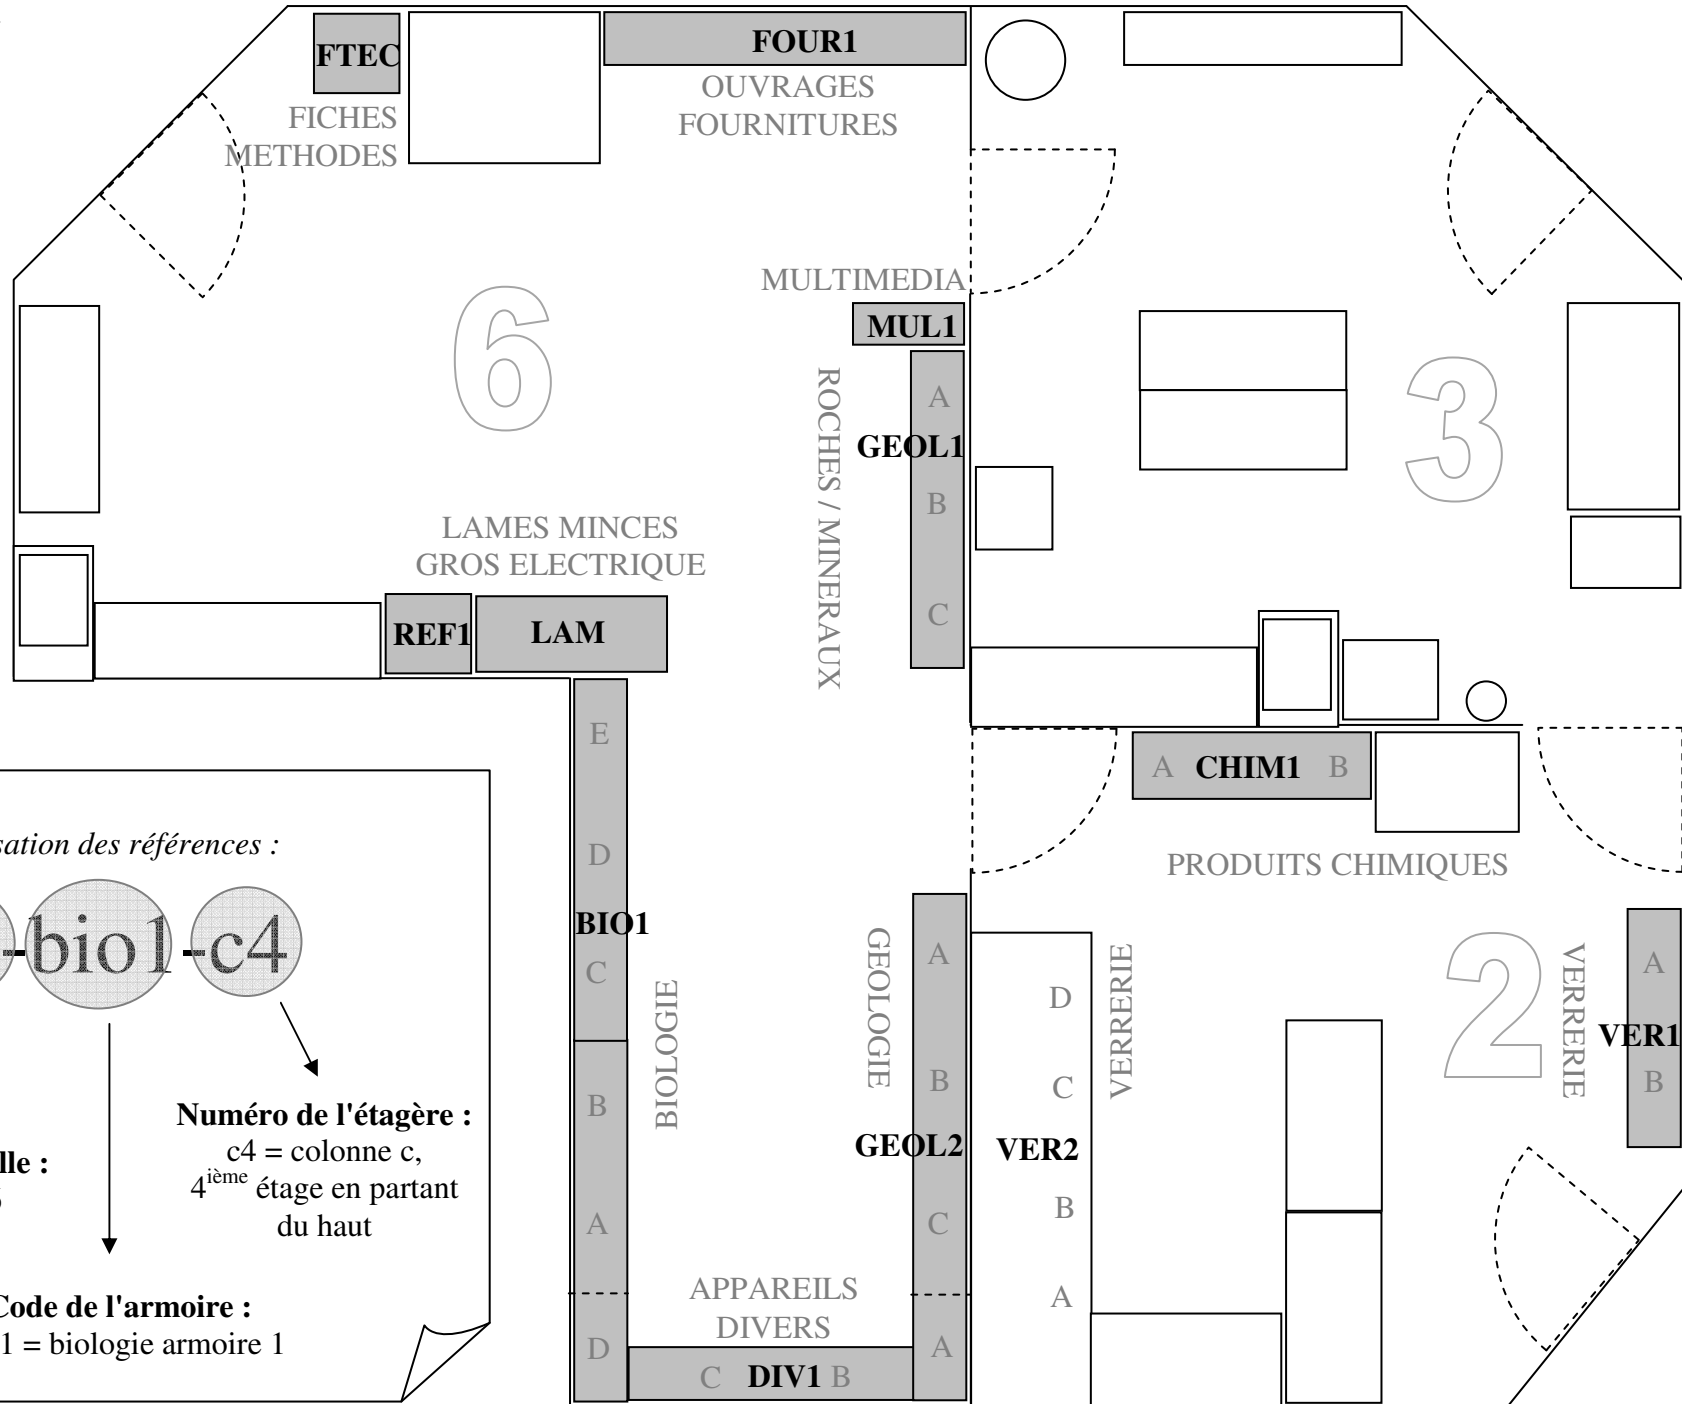 FTEC
FICHES
METHODES
FOUR1
OUVRAGES
FOURNITURES
MULTIMEDIA
MUL1
6
ROCHES / MINERAUX
A
GEOL1
B
C
3
LAMES MINCES
GROS ELECTRIQUE
REF1
LAM
E
D
BIO1
C
B
A
D
BIOLOGIE
A CHIM1 B
PRODUITS CHIMIQUES
GEOLOGIE
A
B
GEOL2
C
A
APPAREILS
DIVERS
C DIV1 B
D
C
VER2
B
A
VERRERIE
2
VERRERIE
A
VER1
B
sation des références :
-bio1-c4
Numéro de l'étagère :
c4 = colonne c,
4ième étage en partant
du haut
lle :
Code de l'armoire :
1 = biologie armoire 1